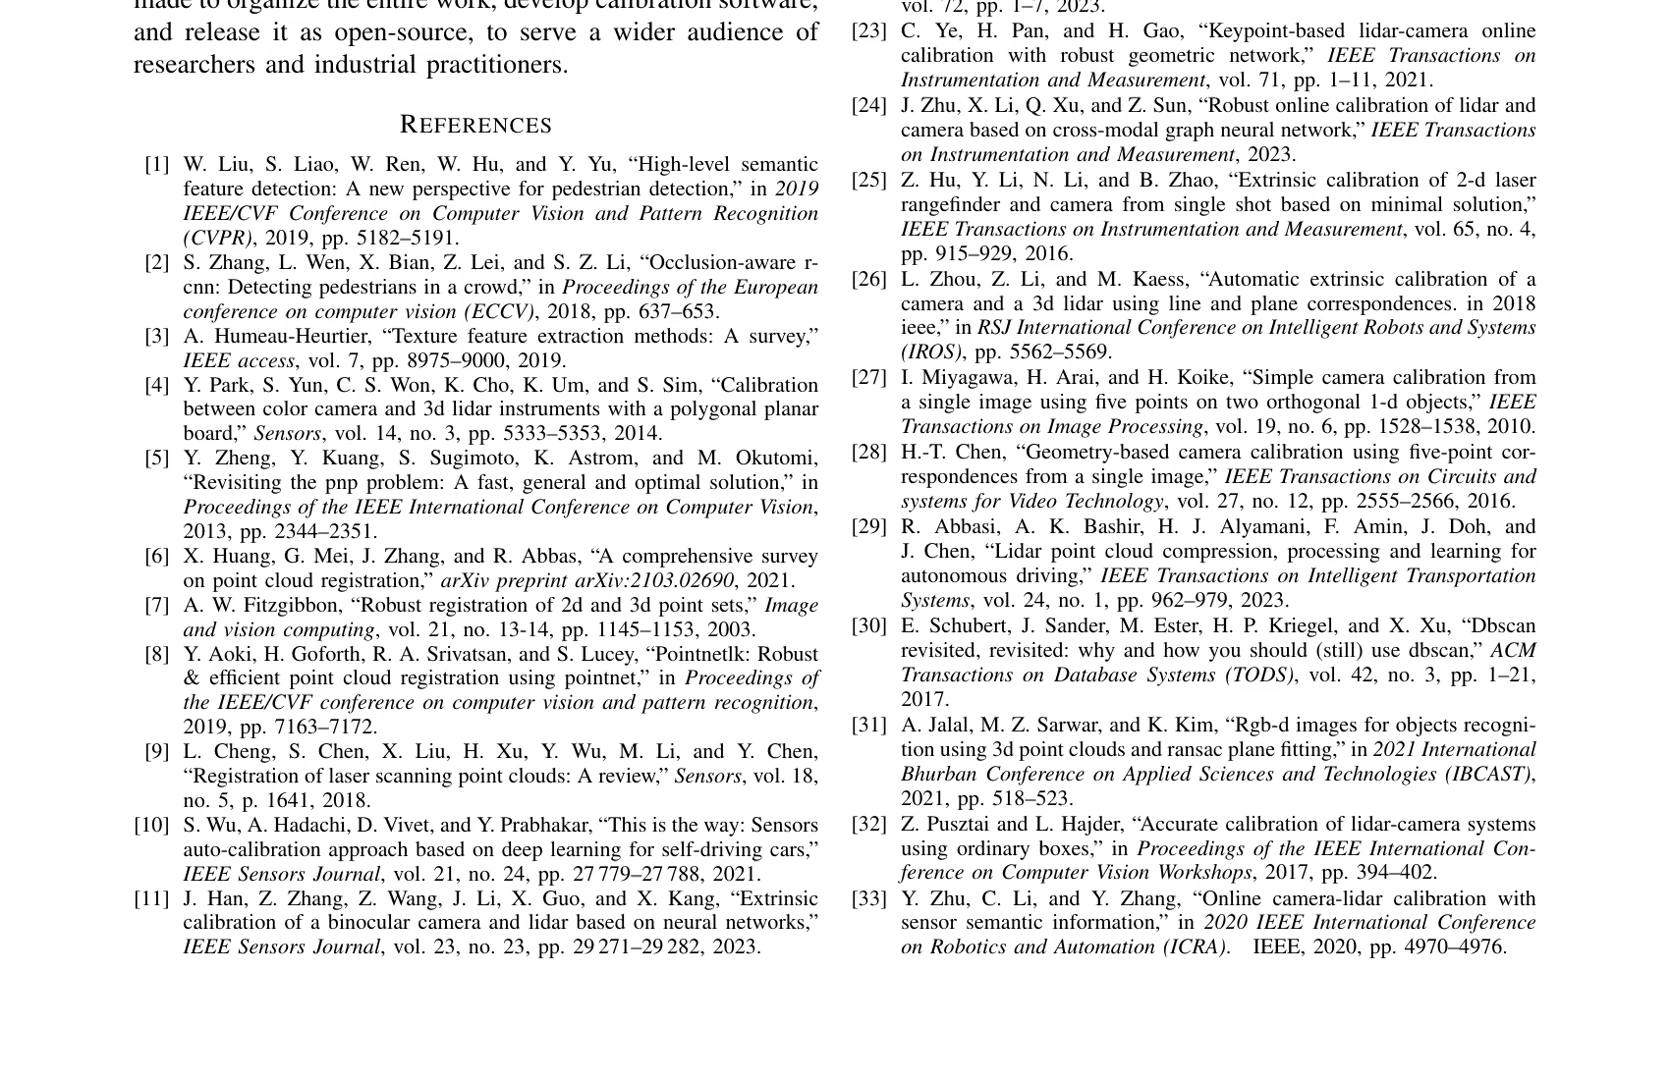 made to organize the entire work, develop calibration software,
and release it as open-source, to serve a wider audience of
researchers and industrial practitioners.
REFERENCES
[1] W. Liu, S. Liao, W. Ren, W. Hu, and Y. Yu, “High-level semantic
feature detection: A new perspective for pedestrian detection,” in 2019
IEEE/CVF Conference on Computer Vision and Pattern Recognition
(CVPR), 2019, pp. 5182–5191.
[2] S. Zhang, L. Wen, X. Bian, Z. Lei, and S. Z. Li, “Occlusion-aware r-
cnn: Detecting pedestrians in a crowd,” in Proceedings of the European
conference on computer vision (ECCV), 2018, pp. 637–653.
[3] A. Humeau-Heurtier, “Texture feature extraction methods: A survey,”
IEEE access, vol. 7, pp. 8975–9000, 2019.
[4] Y. Park, S. Yun, C. S. Won, K. Cho, K. Um, and S. Sim, “Calibration
between color camera and 3d lidar instruments with a polygonal planar
board,” Sensors, vol. 14, no. 3, pp. 5333–5353, 2014.
[5] Y. Zheng, Y. Kuang, S. Sugimoto, K. Astrom, and M. Okutomi,
“Revisiting the pnp problem: A fast, general and optimal solution,” in
Proceedings of the IEEE International Conference on Computer Vision,
2013, pp. 2344–2351.
[6] X. Huang, G. Mei, J. Zhang, and R. Abbas, “A comprehensive survey
on point cloud registration,” arXiv preprint arXiv:2103.02690, 2021.
[7] A. W. Fitzgibbon, “Robust registration of 2d and 3d point sets,” Image
and vision computing, vol. 21, no. 13-14, pp. 1145–1153, 2003.
[8] Y. Aoki, H. Goforth, R. A. Srivatsan, and S. Lucey, “Pointnetlk: Robust
& efficient point cloud registration using pointnet,” in Proceedings of
the IEEE/CVF conference on computer vision and pattern recognition,
2019, pp. 7163–7172.
[9] L. Cheng, S. Chen, X. Liu, H. Xu, Y. Wu, M. Li, and Y. Chen,
“Registration of laser scanning point clouds: A review,” Sensors, vol. 18,
no. 5, p. 1641, 2018.
[10] S. Wu, A. Hadachi, D. Vivet, and Y. Prabhakar, “This is the way: Sensors
auto-calibration approach based on deep learning for self-driving cars,”
IEEE Sensors Journal, vol. 21, no. 24, pp. 27 779–27 788, 2021.
[11] J. Han, Z. Zhang, Z. Wang, J. Li, X. Guo, and X. Kang, “Extrinsic
calibration of a binocular camera and lidar based on neural networks,”
IEEE Sensors Journal, vol. 23, no. 23, pp. 29 271–29 282, 2023.
vol. 72, pp. 1–7, 2023.
[23] C. Ye, H. Pan, and H. Gao, “Keypoint-based lidar-camera online
calibration with robust geometric network,” IEEE Transactions on
Instrumentation and Measurement, vol. 71, pp. 1–11, 2021.
[24] J. Zhu, X. Li, Q. Xu, and Z. Sun, “Robust online calibration of lidar and
camera based on cross-modal graph neural network,” IEEE Transactions
on Instrumentation and Measurement, 2023.
[25] Z. Hu, Y. Li, N. Li, and B. Zhao, “Extrinsic calibration of 2-d laser
rangefinder and camera from single shot based on minimal solution,”
IEEE Transactions on Instrumentation and Measurement, vol. 65, no. 4,
pp. 915–929, 2016.
[26] L. Zhou, Z. Li, and M. Kaess, “Automatic extrinsic calibration of a
camera and a 3d lidar using line and plane correspondences. in 2018
ieee,” in RSJ International Conference on Intelligent Robots and Systems
(IROS), pp. 5562–5569.
[27] I. Miyagawa, H. Arai, and H. Koike, “Simple camera calibration from
a single image using five points on two orthogonal 1-d objects,” IEEE
Transactions on Image Processing, vol. 19, no. 6, pp. 1528–1538, 2010.
[28] H.-T. Chen, “Geometry-based camera calibration using five-point cor-
respondences from a single image,” IEEE Transactions on Circuits and
systems for Video Technology, vol. 27, no. 12, pp. 2555–2566, 2016.
[29] R. Abbasi, A. K. Bashir, H. J. Alyamani, F. Amin, J. Doh, and
J. Chen, “Lidar point cloud compression, processing and learning for
autonomous driving,” IEEE Transactions on Intelligent Transportation
Systems, vol. 24, no. 1, pp. 962–979, 2023.
[30] E. Schubert, J. Sander, M. Ester, H. P. Kriegel, and X. Xu, “Dbscan
revisited, revisited: why and how you should (still) use dbscan,” ACM
Transactions on Database Systems (TODS), vol. 42, no. 3, pp. 1–21,
2017.
[31] A. Jalal, M. Z. Sarwar, and K. Kim, “Rgb-d images for objects recogni-
tion using 3d point clouds and ransac plane fitting,” in 2021 International
Bhurban Conference on Applied Sciences and Technologies (IBCAST),
2021, pp. 518–523.
[32] Z. Pusztai and L. Hajder, “Accurate calibration of lidar-camera systems
using ordinary boxes,” in Proceedings of the IEEE International Con-
ference on Computer Vision Workshops, 2017, pp. 394–402.
[33] Y. Zhu, C. Li, and Y. Zhang, “Online camera-lidar calibration with
sensor semantic information,” in 2020 IEEE International Conference
on Robotics and Automation (ICRA). IEEE, 2020, pp. 4970–4976.